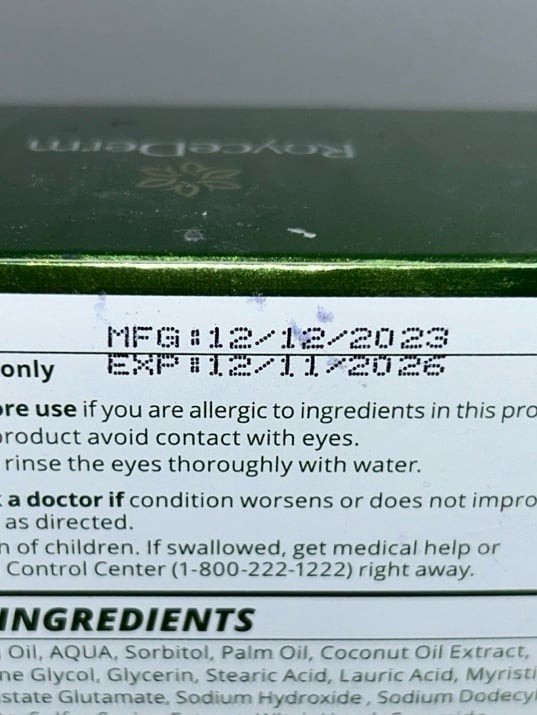 RoyceDerm
MFG:12/12/2023
EXP:12/11/2026
only
ore use if you are allergic to ingredients in this pro
product avoid contact with eyes.
rinse the eyes thoroughly with water.
a doctor if condition worsens or does not impro
as directed.
n of children. If swallowed, get medical help or
Control Center (1-800-222-1222) right away.
INGREDIENTS
Oil, AQUA, Sorbitol, Palm Oil, Coconut Oil Extract,
ne Glycol, Glycerin, Stearic Acid, Lauric Acid, Myristi
state Glutamate, Sodium Hydroxide, Sodium Dodecyl